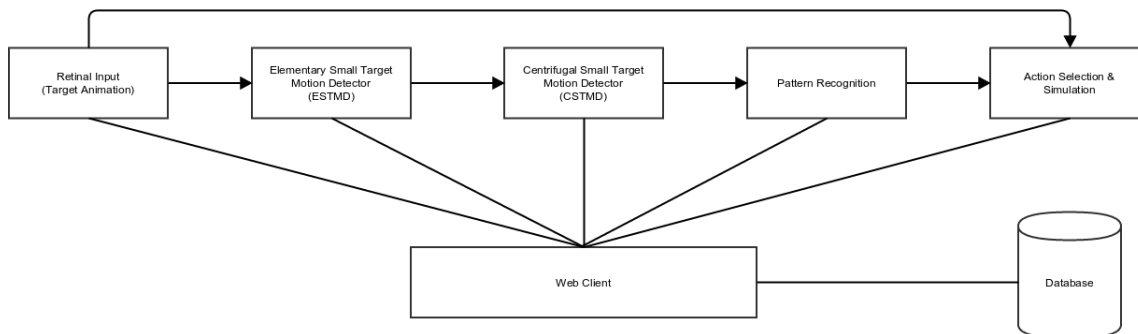 Retinal Input
(Target Animation)
Elementary Small Target
Motion Detector
(ESTMD)
Centrifugal Small Target
Motion Detector
(CSTMD)
Pattern Recognition
Action Selection &
Simulation
Web Client
Database